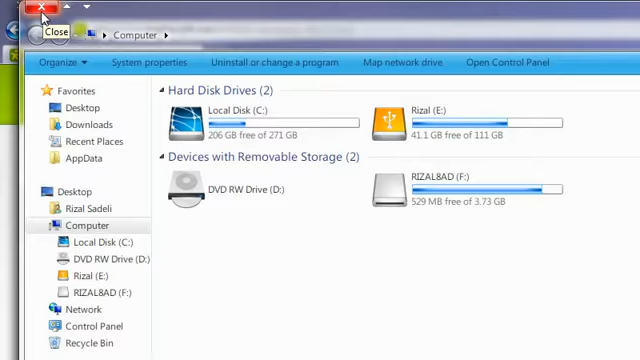 Close
Computer
Organize
System properties
Uninstall or change a program
Map network drive
Open Control Panel
Favorites
Desktop
Downloads
Recent Places
AppData
Desktop
Rizal Sadeli
Computer
Local Disk (C:)
DVD RW Drive (D:)
Rizal (E:)
RIZAL8AD (F:)
Network
Control Panel
Recycle Bin
Hard Disk Drives (2)
Local Disk (C:)
206 GB free of 271 GB
Rizal (E:)
41.1 GB free of 111 GB
Devices with Removable Storage (2)
DVD RW Drive (D:)
RIZAL8AD (F:)
529 MB free of 3.73 GB